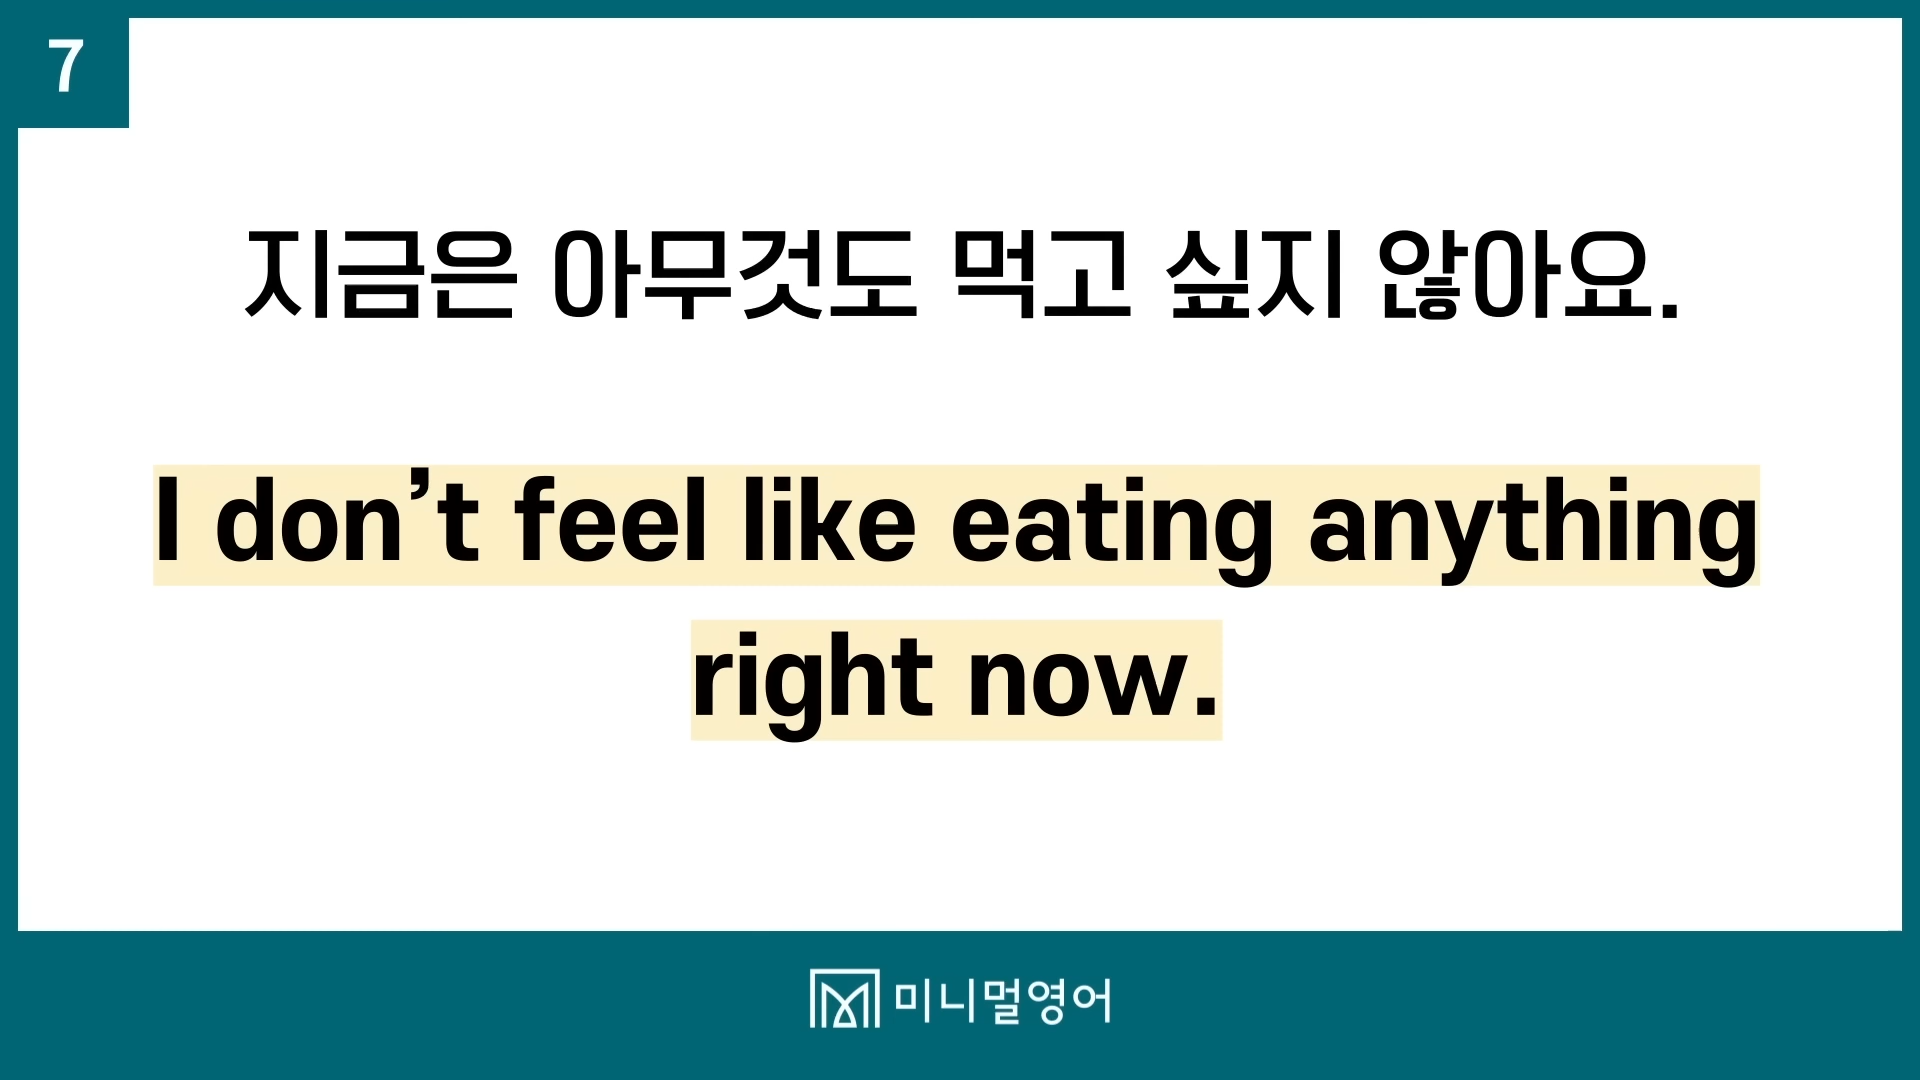 7
지금은 아무것도 먹고 싶지 않아요.
I don’t feel like eating anything
right now.
미니멀영어